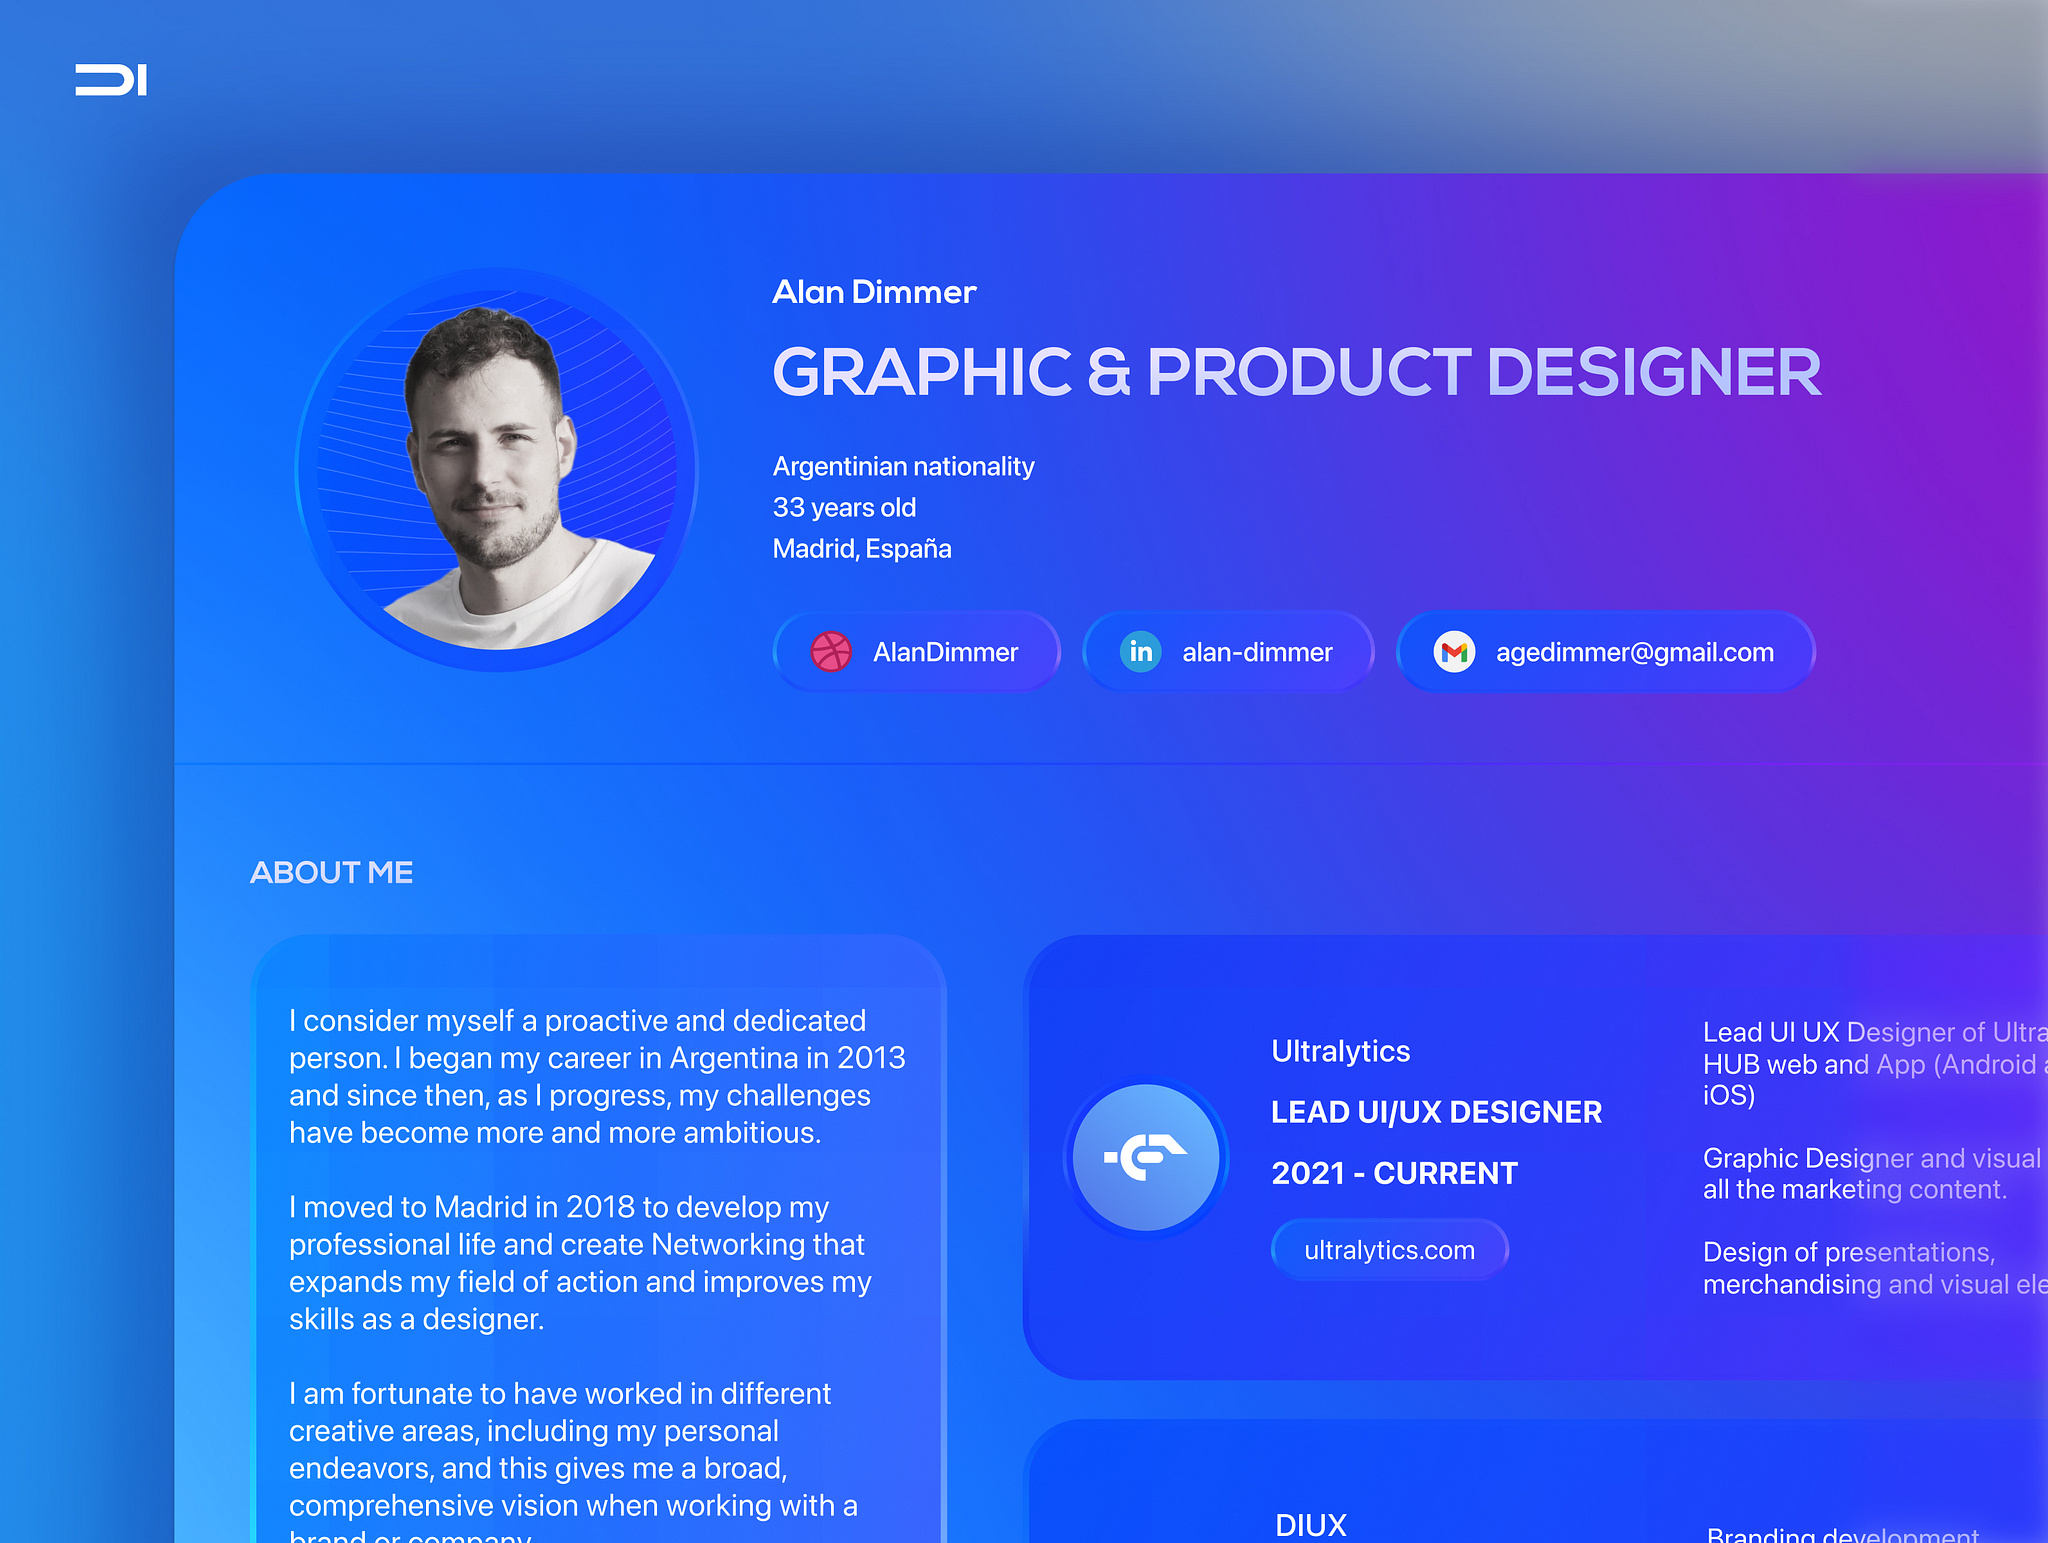 DI
Alan Dimmer
GRAPHIC & PRODUCT DESIGNER
Argentinian nationality
33 years old
Madrid, España
AlanDimmer
in
alan-dimmer
agedimmer@gmail.com
ABOUT ME
I consider myself a proactive and dedicated
person. I began my career in Argentina in 2013
and since then, as I progress, my challenges
have become more and more ambitious.
I moved to Madrid in 2018 to develop my
professional life and create Networking that
expands my field of action and improves my
skills as a designer.
I am fortunate to have worked in different
creative areas, including my personal
endeavors, and this gives me a broad,
comprehensive vision when working with a
brand or company
Ultralytics
LEAD UI/UX DESIGNER
2021 - CURRENT
ultralytics.com
Lead UI UX Designer of Ultra
HUB web and App (Android a
iOS)
Graphic Designer and visual
all the marketing content.
Design of presentations,
merchandising and visual ele
DIUX
Branding development